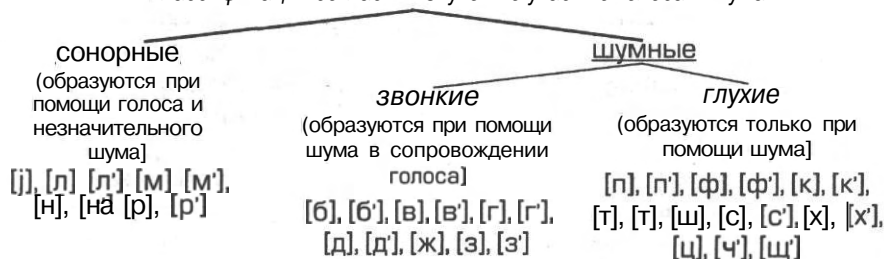 сонорные
(образуются при
помощи голоса и
незначительного
шума]
[j], [л] [л'] [м] [м'],
[н], [на [р], [р']
шумные
звонкие
(образуются при помощи
шума в сопровождении
голоса]
[б], [б'], [в], [в'], [г], [г'],
[д], [д'], [ж], [з], [з']
глухие
(образуются только при
помощи шума]
[п], [п'], [ф], [ф'], [к], [к'],
[т], [т], [ш], [с], [с'], [х], [х'],
[ц], [ч'], [щ']